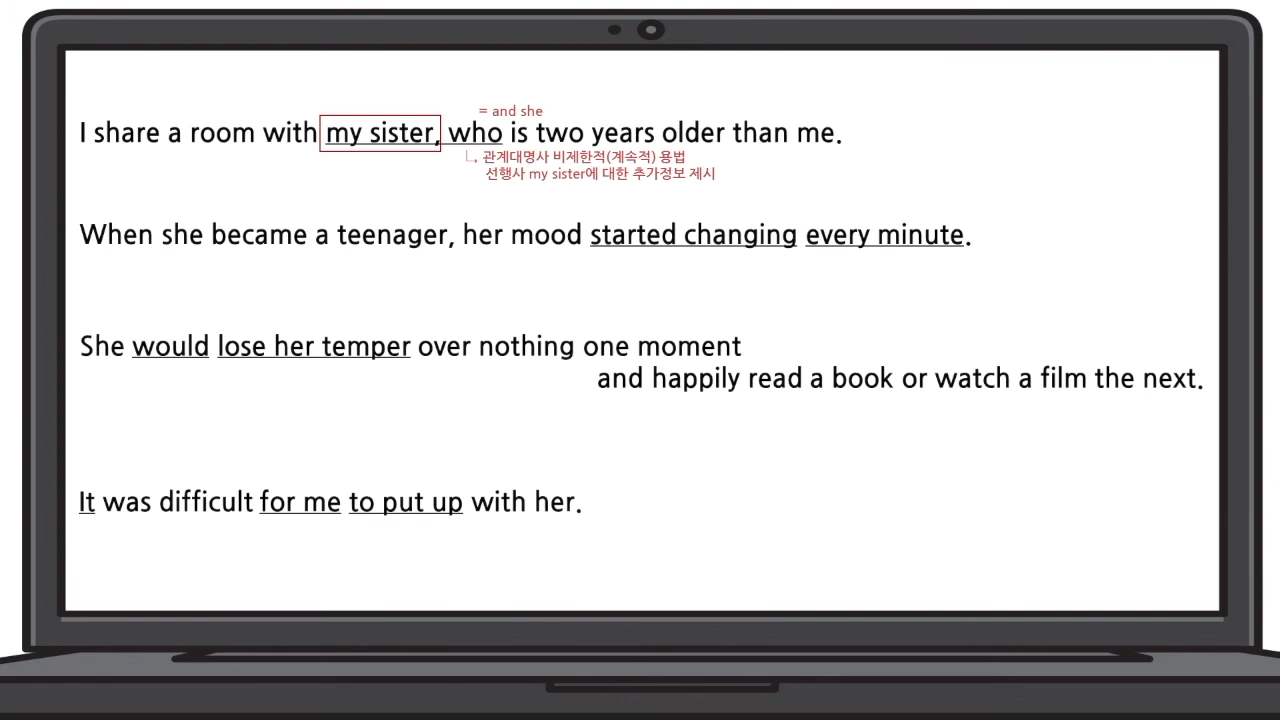 = and she
I share a room with my sister, who is two years older than me.
관계대명사 비제한적(계속적) 용법
선행사 my sister에 대한 추가정보 제시
When she became a teenager, her mood started changing every minute.
She would lose her temper over nothing one moment
and happily read a book or watch a film the next.
It was difficult for me to put up with her.